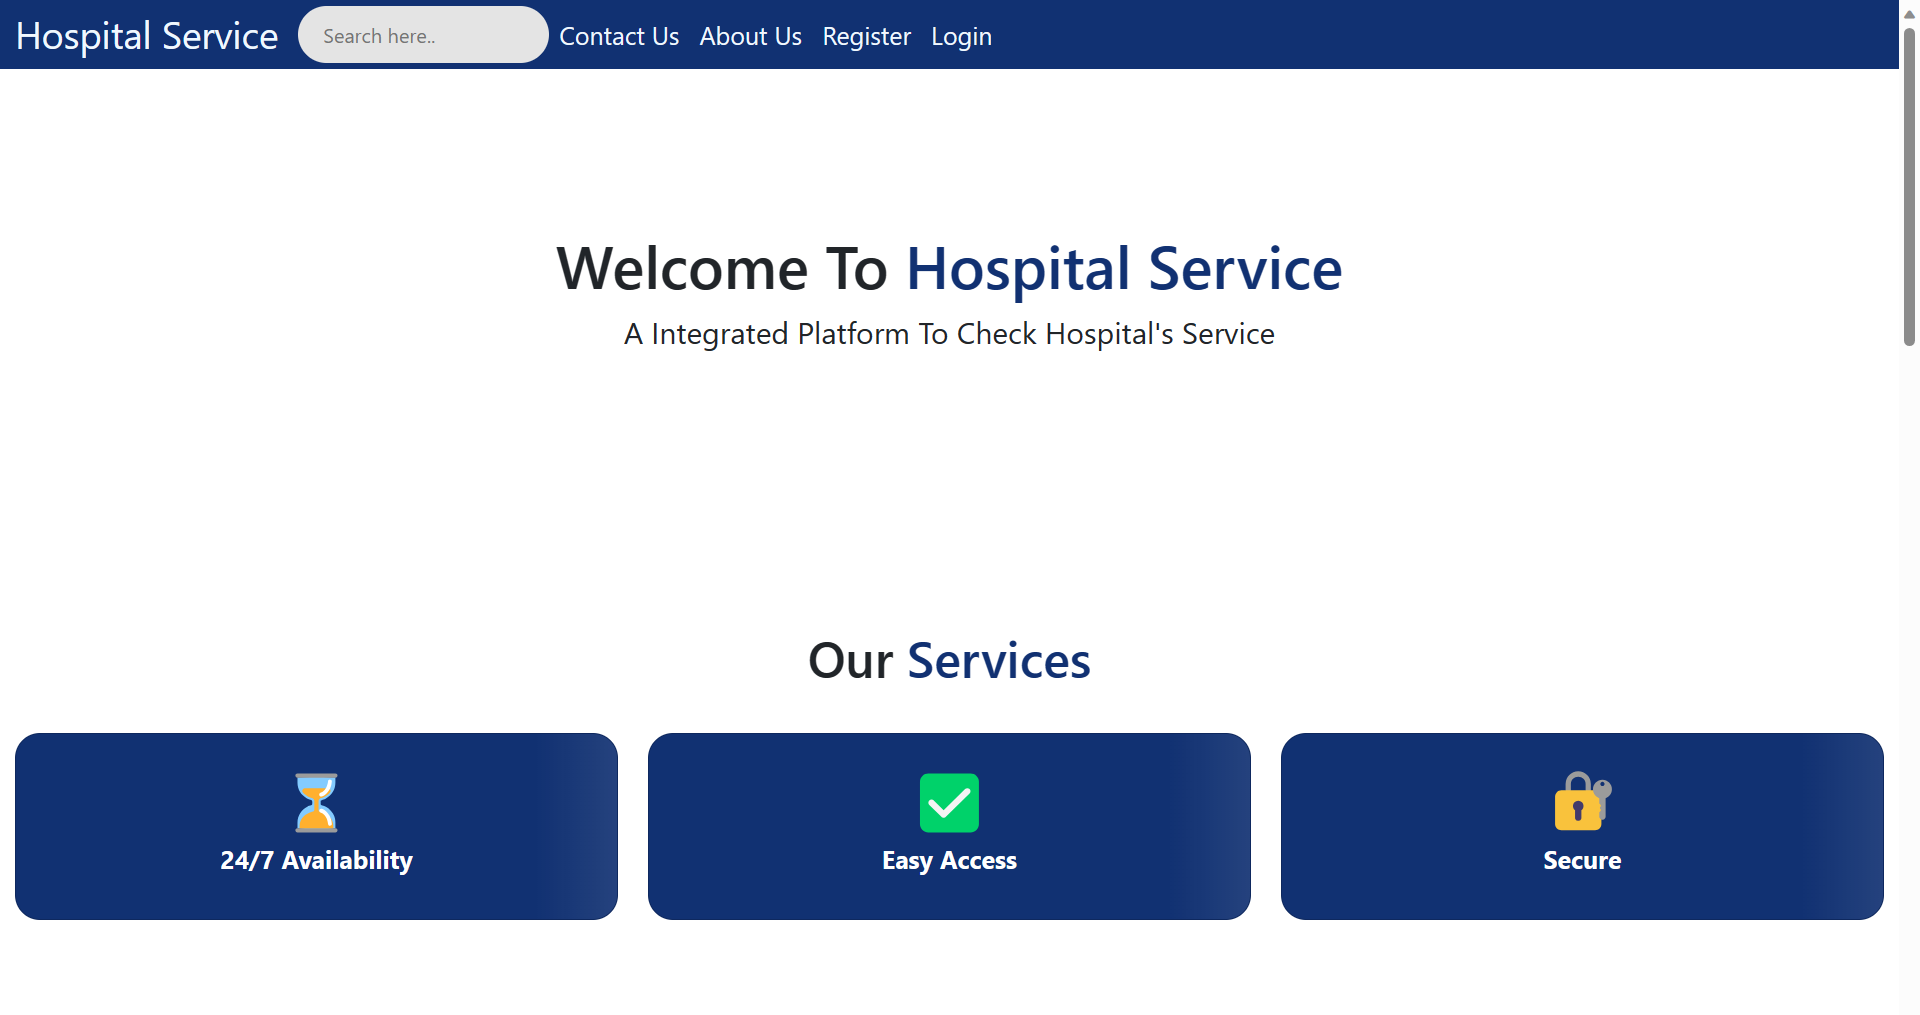 Hospital Service Search here.. Contact Us About Us Register Login
Welcome To Hospital Service
A Integrated Platform To Check Hospital's Service
Our Services
24/7 Availability Easy Access Secure